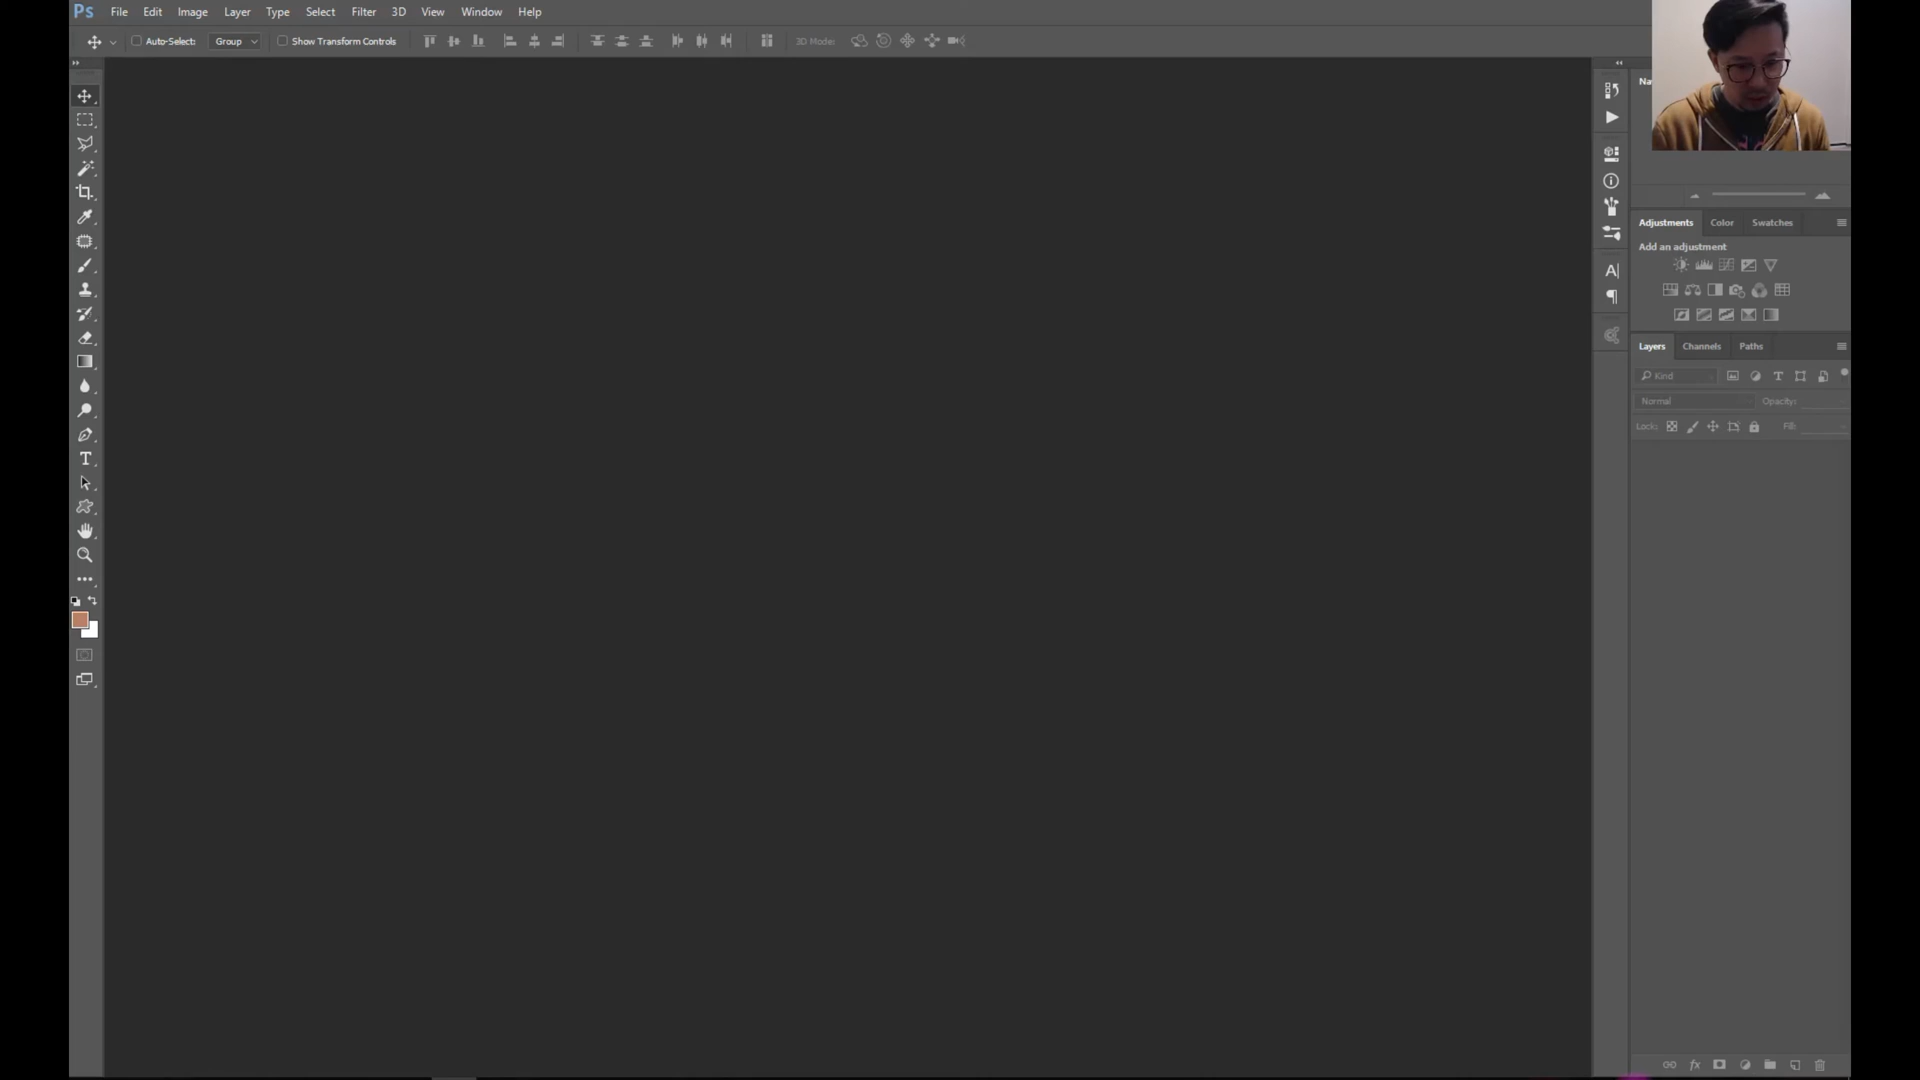 Ps File Edit Image Layer Type Select Filter 3D View Window Help
Auto-Select: Group Show Transform Controls 3D Mode:
Adjustments Color Swatches
Add an adjustment
Layers Channels Paths
Kind
Normal Opacity:
Lock: Fill: